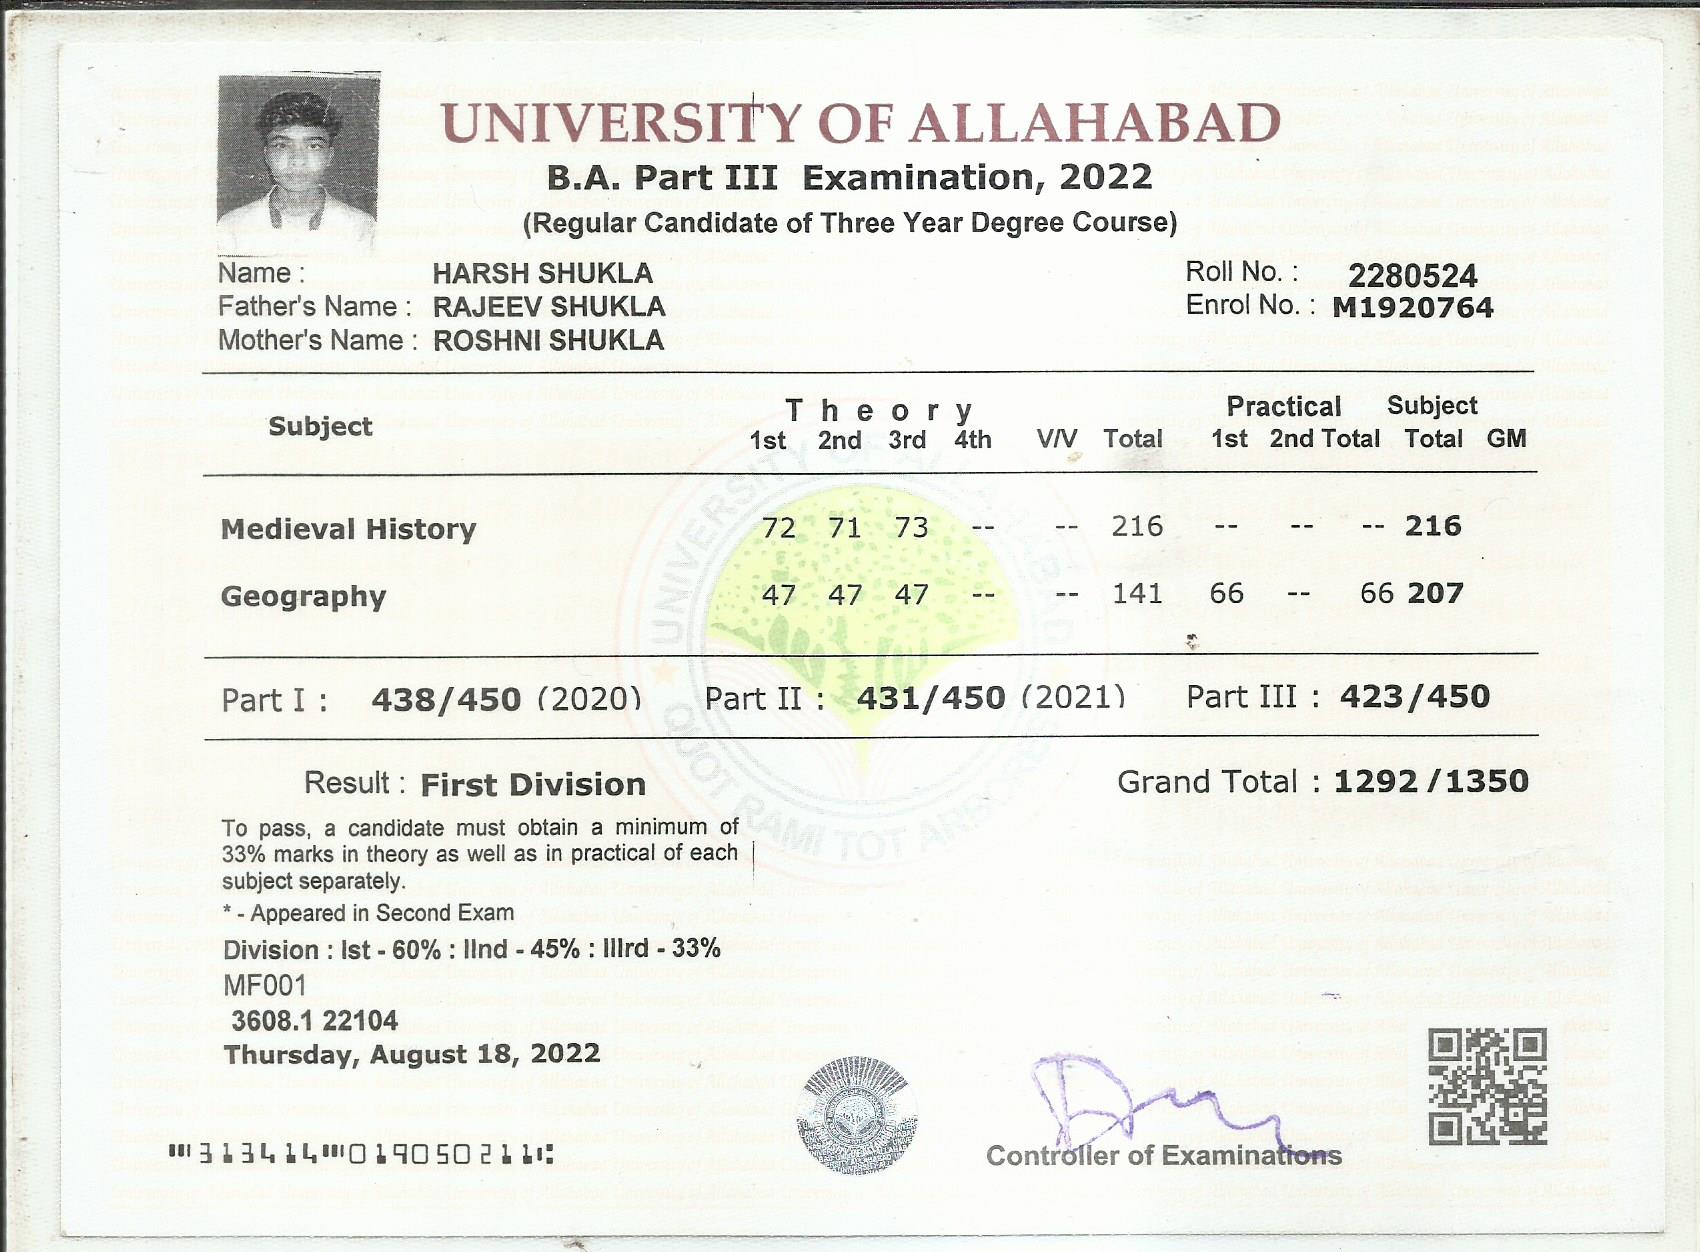 UNIVERSITY OF ALLAHABAD
B.A. Part III Examination, 2022
(Regular Candidate of Three Year Degree Course)
Name : HARSH SHUKLA Roll No. : 2280524
Father's Name : RAJEEV SHUKLA Enrol No. : M1920764
Mother's Name : ROSHNI SHUKLA
Theory Practical Subject
Subject 1st 2nd 3rd 4th V/V Total 1st 2nd Total Total GM
Medieval History 72 71 73 -- -- 216 -- -- -- 216
Geography 47 47 47 -- -- 141 66 -- 66 207
UNIVERSITY OF ALLAHABAD
QUOT RAMI TOT ARBORES
Part I : 438/450 (2020) Part II : 431/450 (2021) Part III : 423/450
Result : First Division Grand Total : 1292 /1350
To pass, a candidate must obtain a minimum of
33% marks in theory as well as in practical of each
subject separately.
* - Appeared in Second Exam
Division : Ist - 60% : IInd - 45% : IIIrd - 33%
MF001
3608.1 22104
Thursday, August 18, 2022
Controller of Examinations
⑈313414⑈019050211⑆